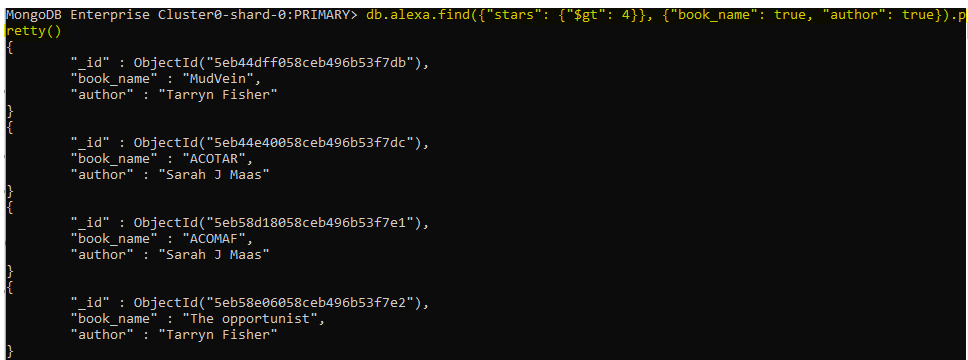 MongoDB Enterprise Cluster0-shard-0:PRIMARY> db.alexa.find({"stars": {"$gt": 4}}, {"book_name": true, "author": true}).p
retty()
{
"_id" : ObjectId("5eb44dff058ceb496b53f7db"),
"book_name" : "MudVein",
"author" : "Tarryn Fisher"
}
{
"_id" : ObjectId("5eb44e40058ceb496b53f7dc"),
"book_name" : "ACOTAR",
"author" : "Sarah J Maas"
}
{
"_id" : ObjectId("5eb58d18058ceb496b53f7e1"),
"book_name" : "ACOMAF",
"author" : "Sarah J Maas"
}
{
"_id" : ObjectId("5eb58e06058ceb496b53f7e2"),
"book_name" : "The opportunist",
"author" : "Tarryn Fisher"
}